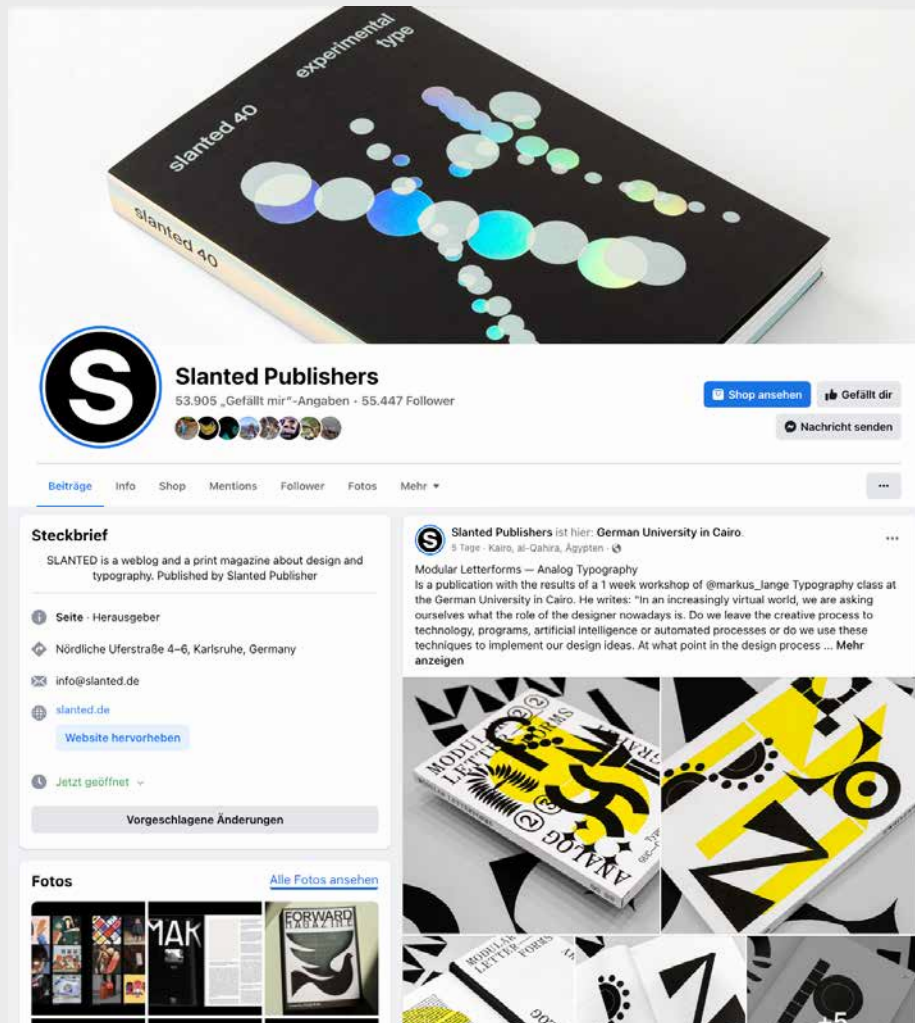 experimental
type
slanted 40
slanted 40
S
Slanted Publishers
53.905 „Gefällt mir“-Angaben · 55.447 Follower
Shop ansehen
Gefällt dir
Nachricht senden
Beiträge Info Shop Mentions Follower Fotos Mehr
Steckbrief
SLANTED is a weblog and a print magazine about design and
typography. Published by Slanted Publisher
Seite · Herausgeber
Nördliche Uferstraße 4–6, Karlsruhe, Germany
info@slanted.de
slanted.de
Website hervorheben
Jetzt geöffnet
Vorgeschlagene Änderungen
Fotos
Alle Fotos ansehen
MAK
FORWARD
MAGAZINE
S
Slanted Publishers ist hier: German University in Cairo.
5 Tage · Kairo, al-Qahira, Ägypten ·
Modular Letterforms — Analog Typography
Is a publication with the results of a 1 week workshop of @markus_lange Typography class at
the German University in Cairo. He writes: "In an increasingly virtual world, we are asking
ourselves what the role of the designer nowadays is. Do we leave the creative process to
technology, programs, artificial intelligence or automated processes or do we use these
techniques to implement our design ideas. At what point in the design process ... Mehr
anzeigen
MODULAR
LETTER-FORMS
ANALOG
MODULAR
LETTER—
FORMS
+5